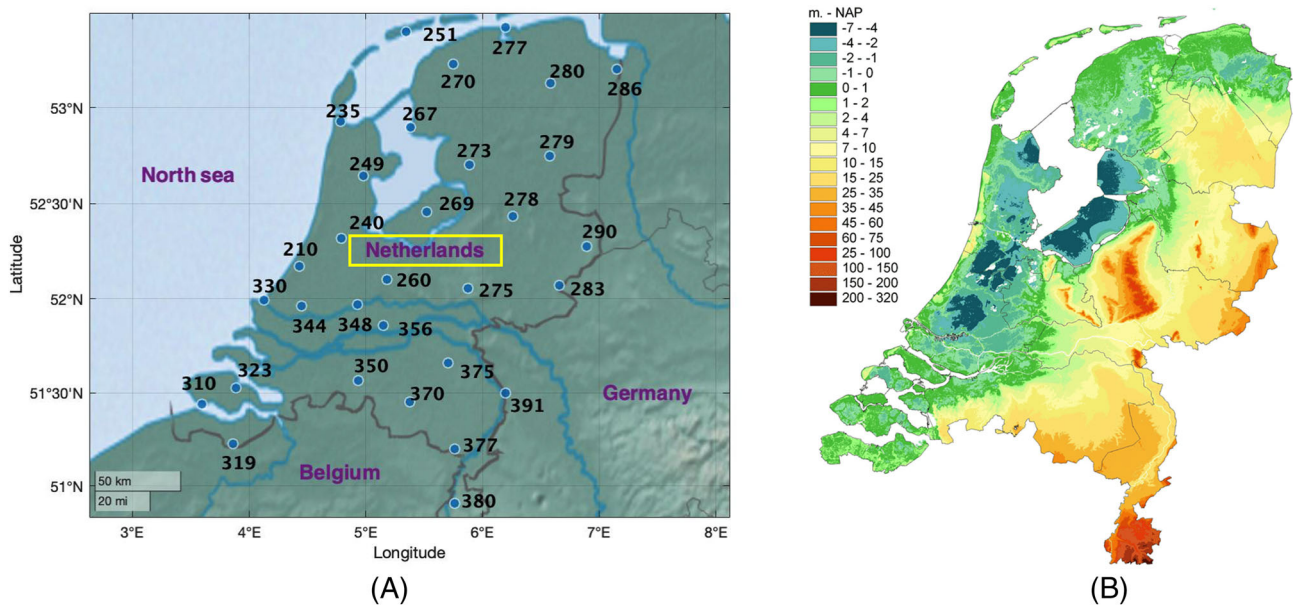 251
277
270
280
286
53°N
235
267
279
273
249
North sea
278
52°30'N
269
240
290
210
Netherlands
260
275
283
330
52°N
344
348
356
350
375
323
310
370
391
51°30'N
Germany
377
319
Belgium
50 km
20 mi
51°N
380
3°E
4°E
5°E
6°E
7°E
8°E
Latitude
Longitude
(A)
m. - NAP
-7 - -4
-4 - -2
-2 - -1
-1 - 0
0 - 1
1 - 2
2 - 4
4 - 7
7 - 10
10 - 15
15 - 25
25 - 35
35 - 45
45 - 60
60 - 75
25 - 100
100 - 150
150 - 200
200 - 320
(B)